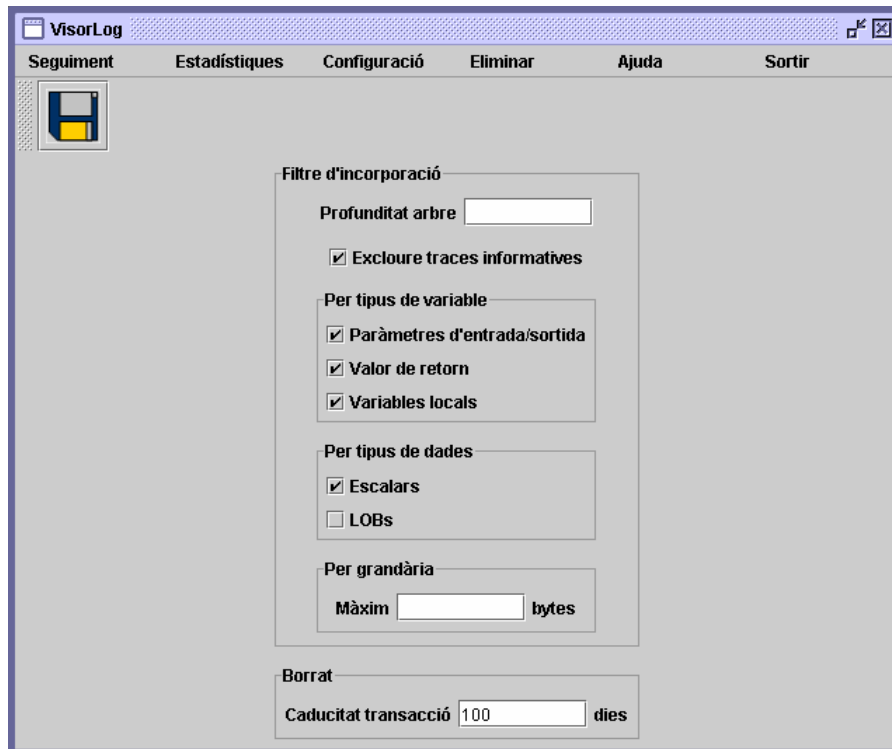 VisorLog
Seguiment Estadístiques Configuració Eliminar Ajuda Sortir
Filtre d'incorporació
Profunditat arbre
Excloure traces informatives
Per tipus de variable
Paràmetres d'entrada/sortida
Valor de retorn
Variables locals
Per tipus de dades
Escalars
LOBs
Per grandària
Màxim bytes
Borrat
Caducitat transacció 100 dies